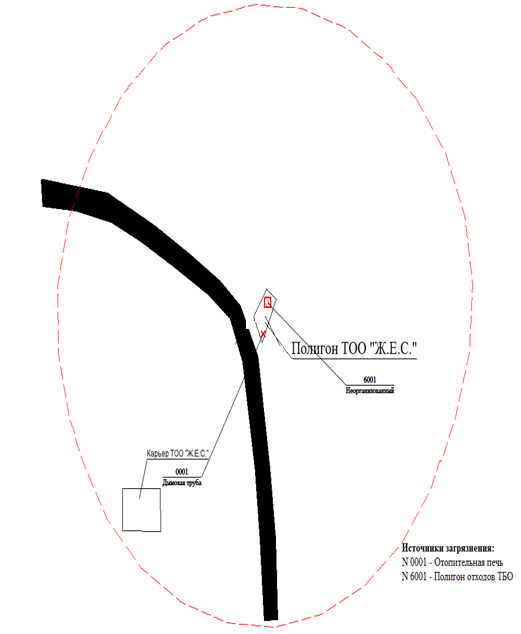 Полигон ТОО "Ж.Е.С."
6001
Неорганизованный
Карьер ТОО "Ж.Е.С."
0001
Дымовая труба
Источники загрязнения:
N 0001 - Отопительная печь
N 6001 - Полигон отходов ТБО